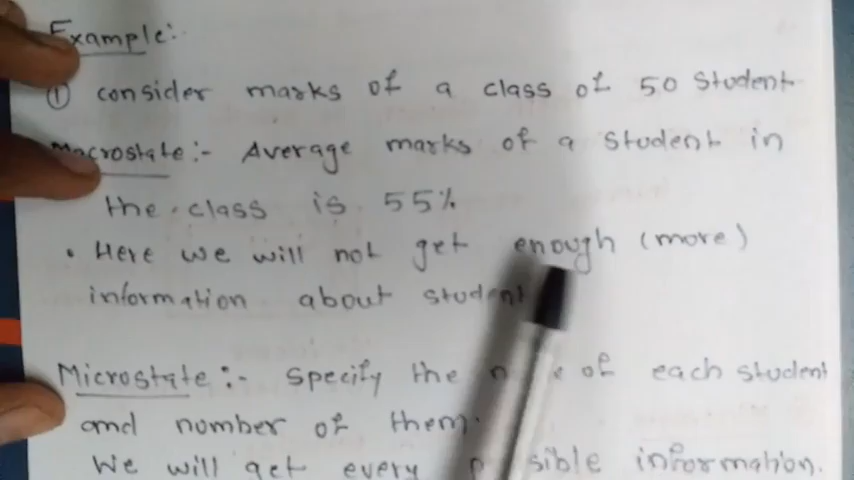 Example:-
① consider marks of a class of 50 student
Macrostate:- Average marks of a student in
the class is 55%
• Here we will not get enough (more)
information about student
Microstate:- Specify the of each student
and number of them.
We will get every information.